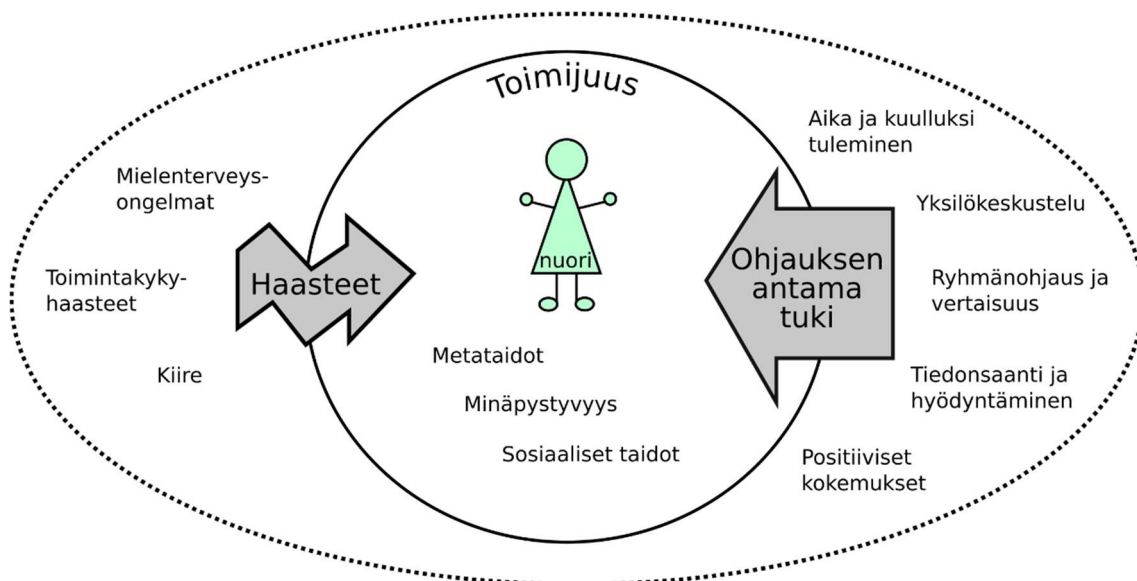 Toimijuus
Mielenterveys-
ongelmat
Toimintakyky-
haasteet
Kiire
Haasteet
nuori
Metataidot
Minäpystyvyys
Sosiaaliset taidot
Ohjauksen
antama
tuki
Aika ja kuulluksi
tuleminen
Yksilökeskustelu
Ryhmänohjaus ja
vertaisuus
Tiedonsaanti ja
hyödyntäminen
Positiiviset
kokemukset